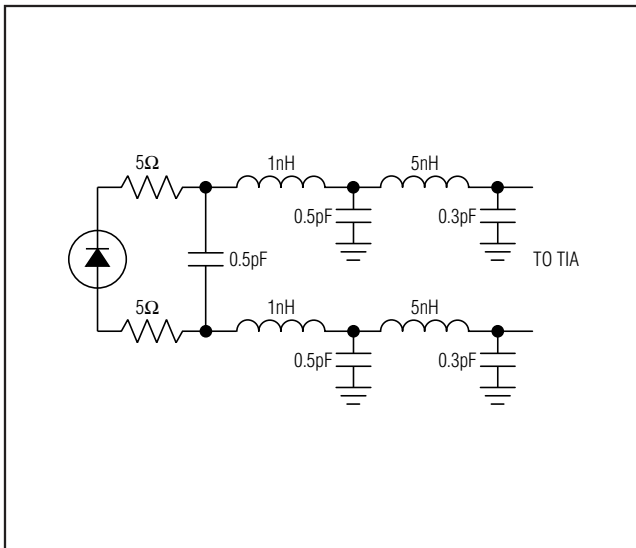 5Ω
1nH
5nH
0.5pF
0.3pF
0.5pF
TO TIA
5Ω
1nH
5nH
0.5pF
0.3pF